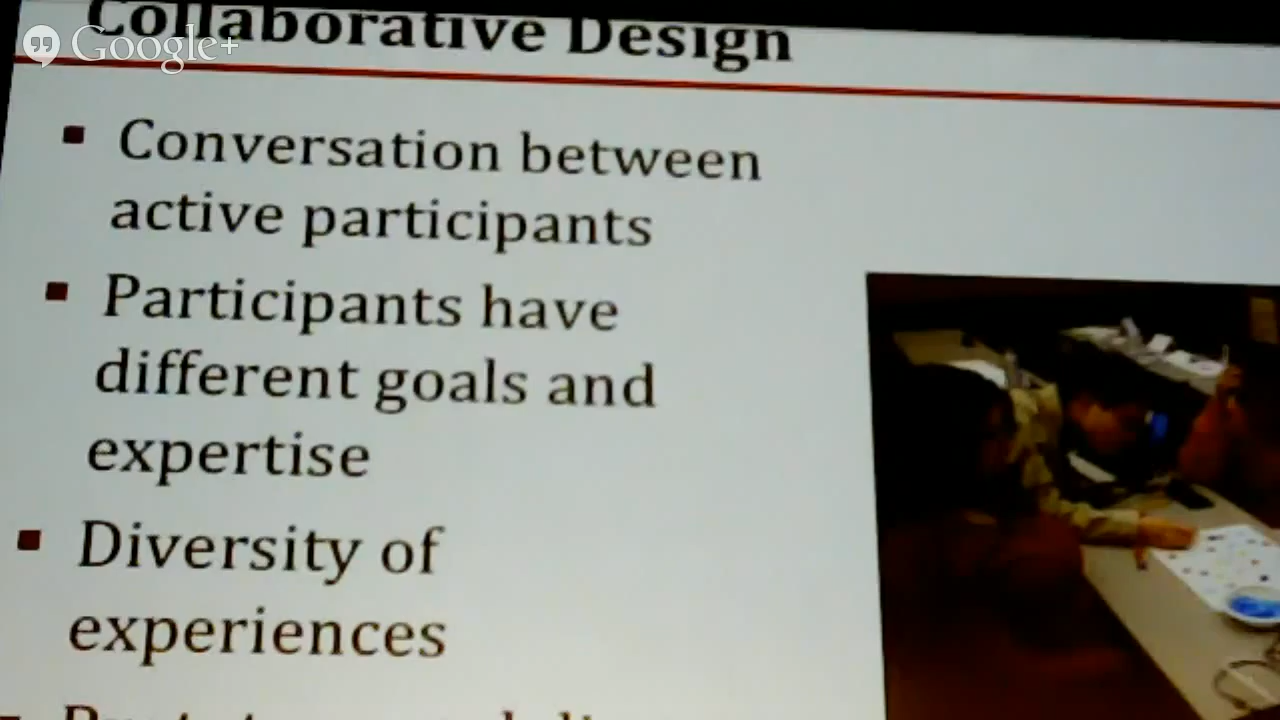 Collaborative Design
Google+
Conversation between
active participants
Participants have
different goals and
expertise
Diversity of
experiences